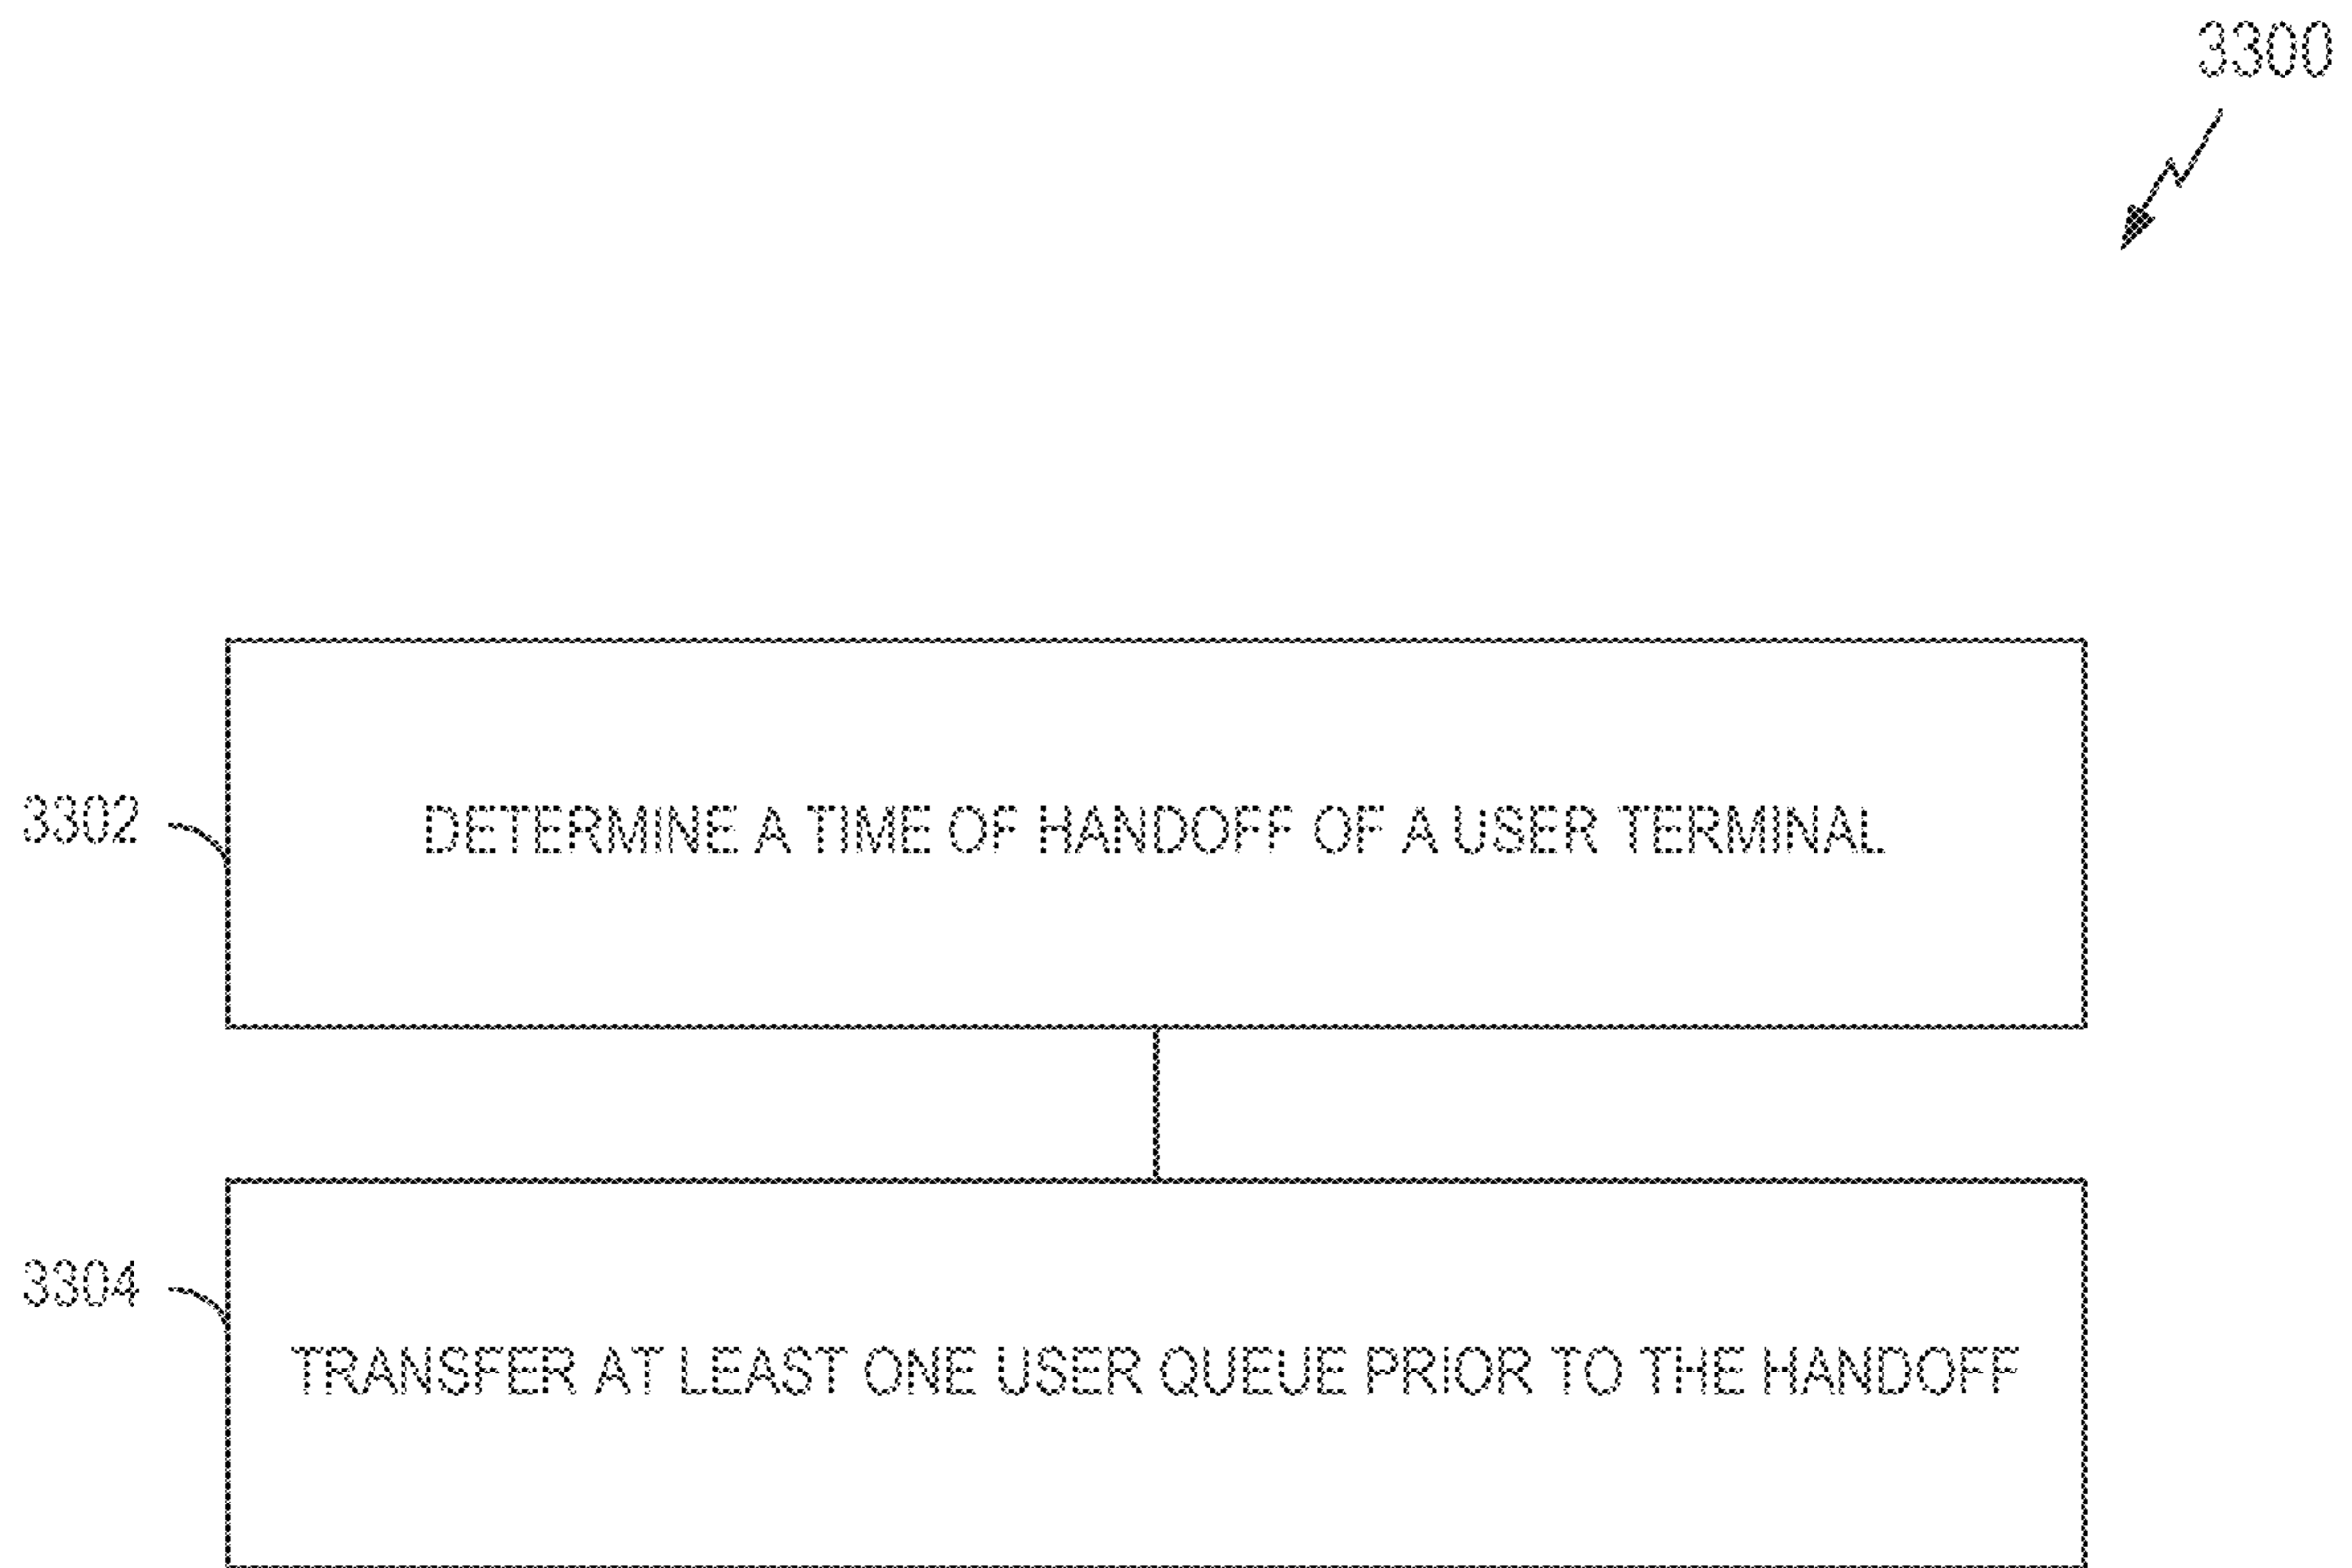 3300
3302
DETERMINE A TIME OF HANDOFF OF A USER TERMINAL
3304
TRANSFER AT LEAST ONE USER QUEUE PRIOR TO THE HANDOFF